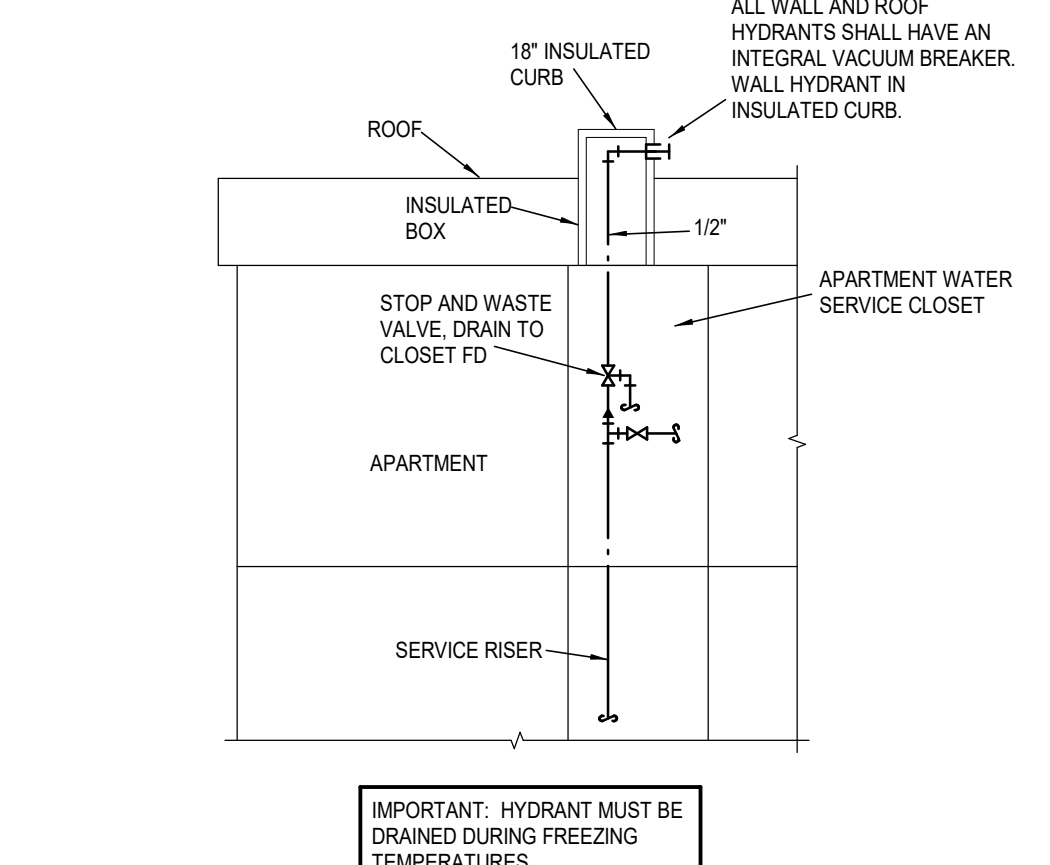 ALL WALL AND ROOF
HYDRANTS SHALL HAVE AN
INTEGRAL VACUUM BREAKER.
WALL HYDRANT IN
INSULATED CURB.
18" INSULATED
CURB
ROOF
INSULATED
BOX
1/2"
APARTMENT WATER
SERVICE CLOSET
STOP AND WASTE
VALVE, DRAIN TO
CLOSET FD
APARTMENT
SERVICE RISER
IMPORTANT: HYDRANT MUST BE
DRAINED DURING FREEZING
TEMPERATURES